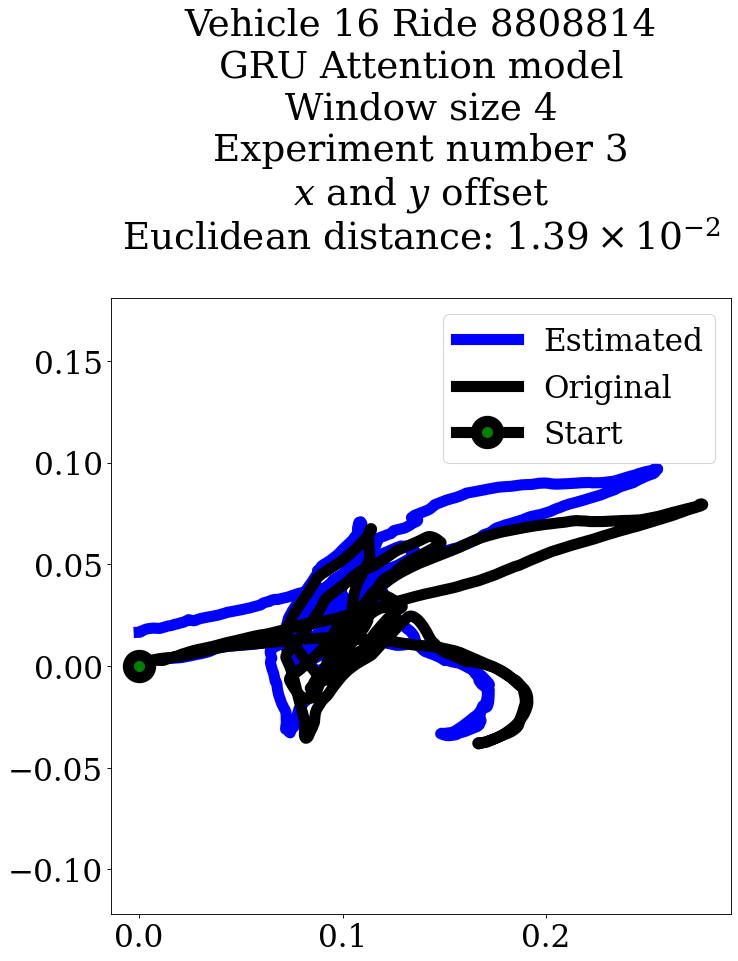 Vehicle 16 Ride 8808814
GRU Attention model
Window size 4
Experiment number 3
x and y offset
Euclidean distance: 1.39 × 10⁻²
Estimated
Original
Start
0.15
0.10
0.05
0.00
−0.05
−0.10
0.0 0.1 0.2